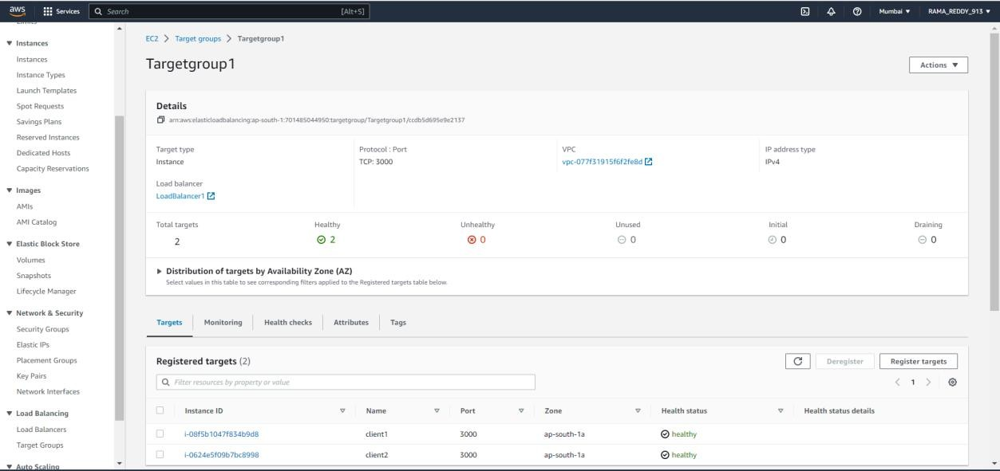 aws Services Search [Alt+S] Mumbai ▼ RAMA_REDDY_913 ▼
Limits
▼ Instances
Instances
Instance Types
Launch Templates
Spot Requests
Savings Plans
Reserved Instances
Dedicated Hosts
Capacity Reservations
▼ Images
AMIs
AMI Catalog
▼ Elastic Block Store
Volumes
Snapshots
Lifecycle Manager
▼ Network & Security
Security Groups
Elastic IPs
Placement Groups
Key Pairs
Network Interfaces
▼ Load Balancing
Load Balancers
Target Groups
▼ Auto Scaling
EC2 > Target groups > Targetgroup1
Targetgroup1
Actions ▼
Details
arn:aws:elasticloadbalancing:ap-south-1:701485044950:targetgroup/Targetgroup1/ccdb5d695e9e2137
Target type Protocol : Port VPC IP address type
Instance TCP: 3000 vpc-077f31915f6f2fe8d IPv4
Load balancer
LoadBalancer1
Total targets Healthy Unhealthy Unused Initial Draining
2 2 0 0 0 0
▶ Distribution of targets by Availability Zone (AZ)
Select values in this table to see corresponding filters applied to the Registered targets table below.
Targets Monitoring Health checks Attributes Tags
Registered targets (2) Deregister Register targets
Filter resources by property or value < 1 >
Instance ID Name Port Zone Health status Health status details
i-08f5b1047f834b9d8 client1 3000 ap-south-1a healthy
i-0624e5f09b7bc8998 client2 3000 ap-south-1a healthy